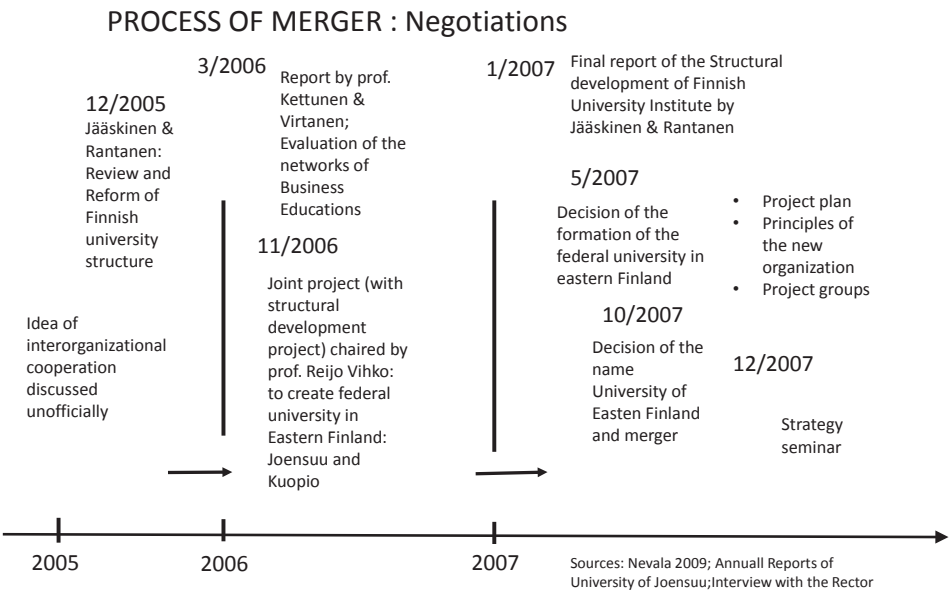 PROCESS OF MERGER : Negotiations
12/2005
Jääskinen &
Rantanen:
Review and
Reform of
Finnish
university
structure
Idea of
interorganizational
cooperation
discussed
unofficially
3/2006
Report by prof.
Kettunen &
Virtanen;
Evaluation of the
networks of
Business
Educations
11/2006
Joint project (with
structural
development
project) chaired by
prof. Reijo Vihko:
to create federal
university in
Eastern Finland:
Joensuu and
Kuopio
1/2007
Final report of the Structural
development of Finnish
University Institute by
Jääskinen & Rantanen
5/2007
Decision of the
formation of the
federal university in
eastern Finland
• Project plan
• Principles of
the new
organization
• Project groups
10/2007
Decision of the
name
University of
Easten Finland
and merger
12/2007
Strategy
seminar
2005
2006
2007
Sources: Nevala 2009; Annuall Reports of
University of Joensuu;Interview with the Rector